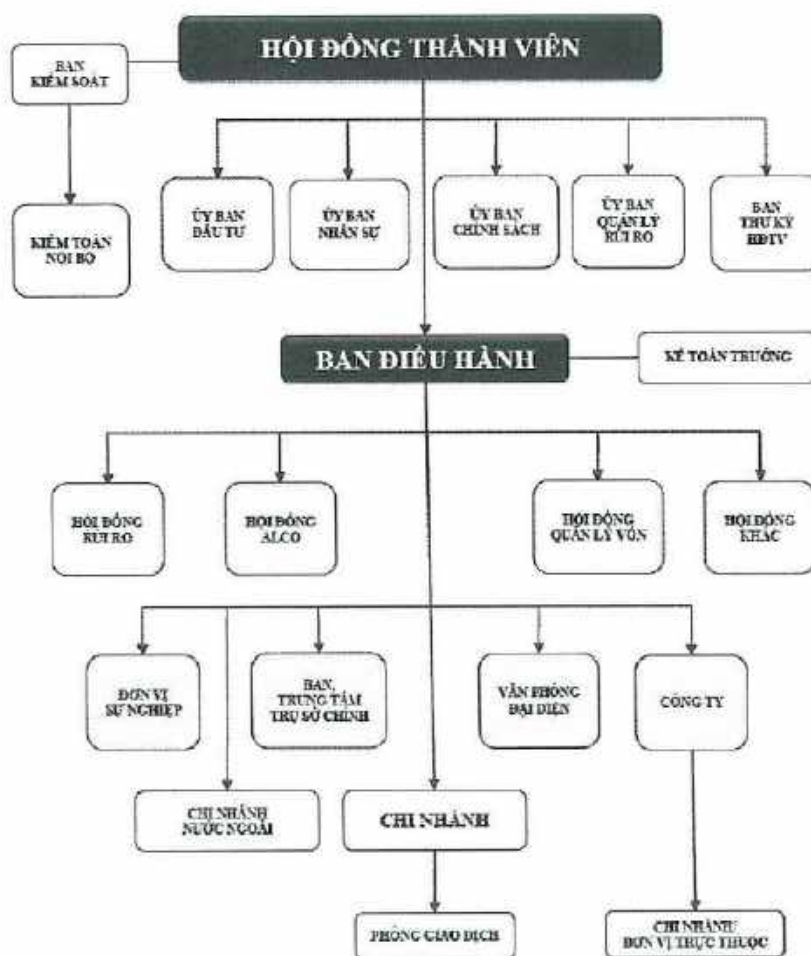 HỘI ĐỒNG THÀNH VIÊN
BAN
KIỂM SOÁT
KIỂM TOÁN
NỘI BỘ
ỦY BAN
ĐẦU TƯ
ỦY BAN
NHÂN SỰ
ỦY BAN
CHÍNH SÁCH
ỦY BAN
QUẢN LÝ
RỦI RO
BAN
THƯ KÝ
HĐTV
BAN ĐIỀU HÀNH
KẾ TOÁN TRƯỞNG
HỘI ĐỒNG
RỦI RO
HỘI ĐỒNG
ALCO
HỘI ĐỒNG
QUẢN LÝ VỐN
HỘI ĐỒNG
KHÁC
ĐƠN VỊ
SỰ NGHIỆP
BAN,
TRUNG TÂM
TRỤ SỞ CHÍNH
VĂN PHÒNG
ĐẠI DIỆN
CÔNG TY
CHI NHÁNH
NƯỚC NGOÀI
CHI NHÁNH
PHÒNG GIAO DỊCH
CHI NHÁNH/
ĐƠN VỊ TRỰC THUỘC